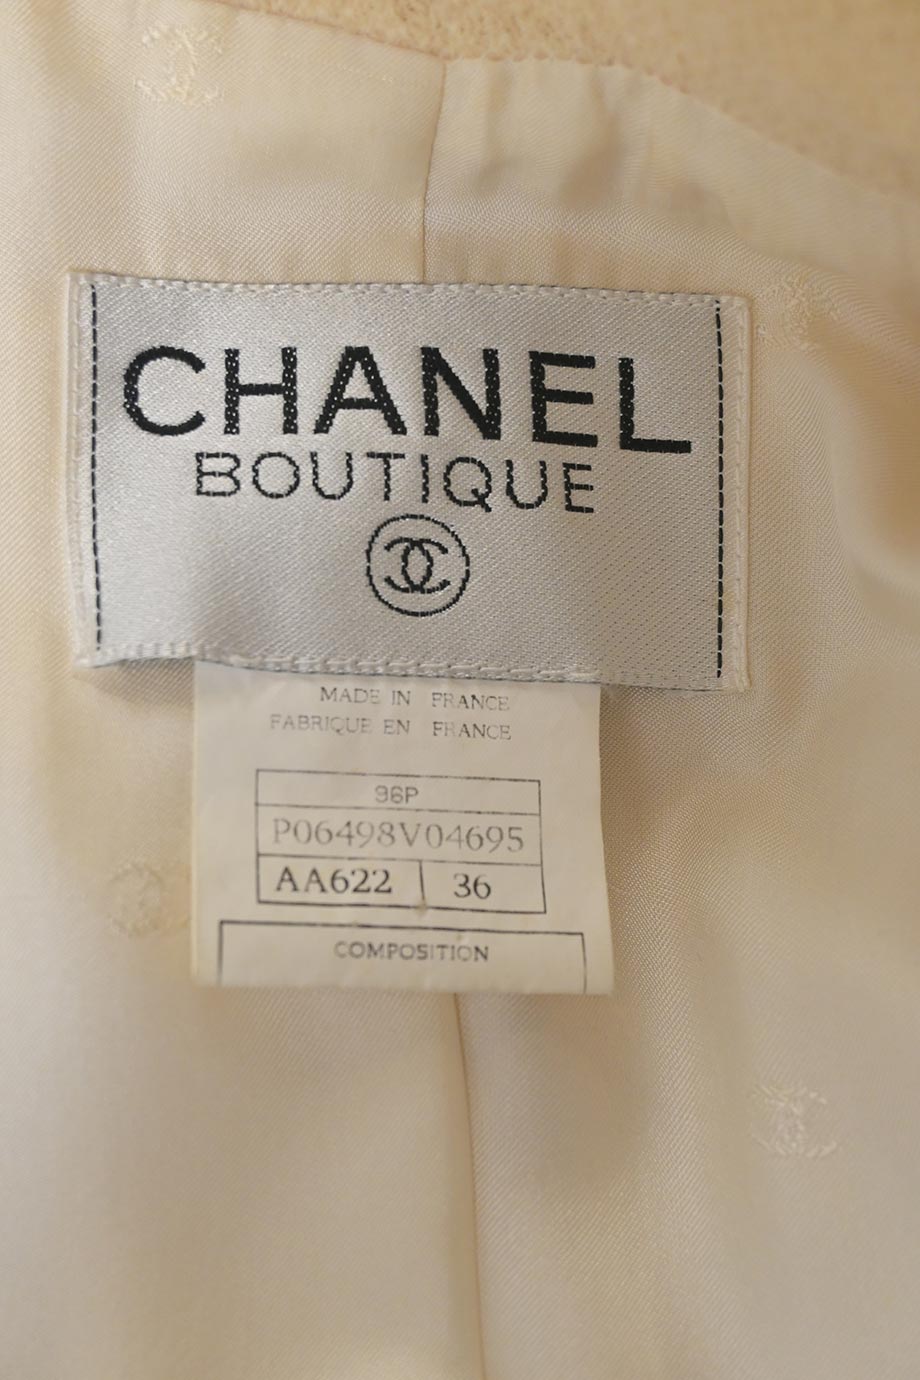 CHANEL
BOUTIQUE
MADE IN FRANCE
FABRIQUE EN FRANCE
96P
P06498V04695
AA622 36
COMPOSITION